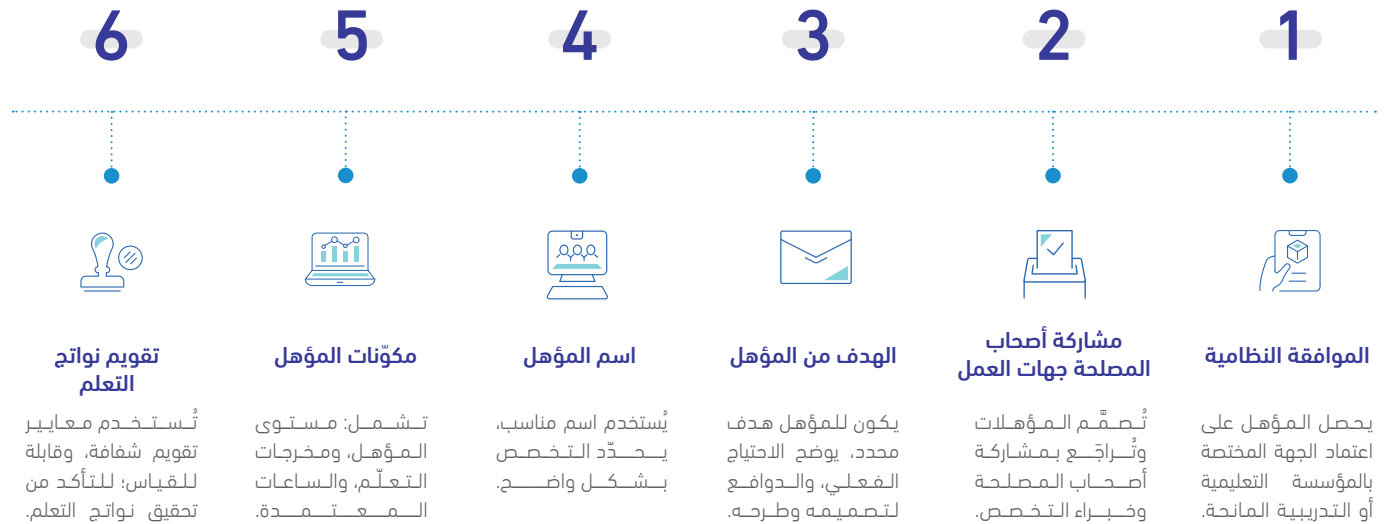 1
الموافقة النظامية
يحصل المؤهل على
اعتماد الجهة المختصة
بالمؤسسة التعليمية
أو التدريبية المانحة.
2
مشاركة أصحاب
المصلحة جهات العمل
تُصمَّم المؤهلات
وتُراجَع بمشاركة
أصحاب المصلحة
وخبراء التخصص.
3
الهدف من المؤهل
يكون للمؤهل هدف
محدد، يوضح الاحتياج
الفعلي، والدوافع
لتصميمه وطرحه.
4
اسم المؤهل
يُستخدم اسم مناسب،
يحدّد التخصص
بشكل واضح.
5
مكوّنات المؤهل
تشمل: مستوى
المؤهل، ومخرجات
التعلّم، والساعات
المعتمدة.
6
تقويم نواتج
التعلم
تُستخدم معايير
تقويم شفافة، وقابلة
للقياس؛ للتأكد من
تحقيق نواتج التعلم.